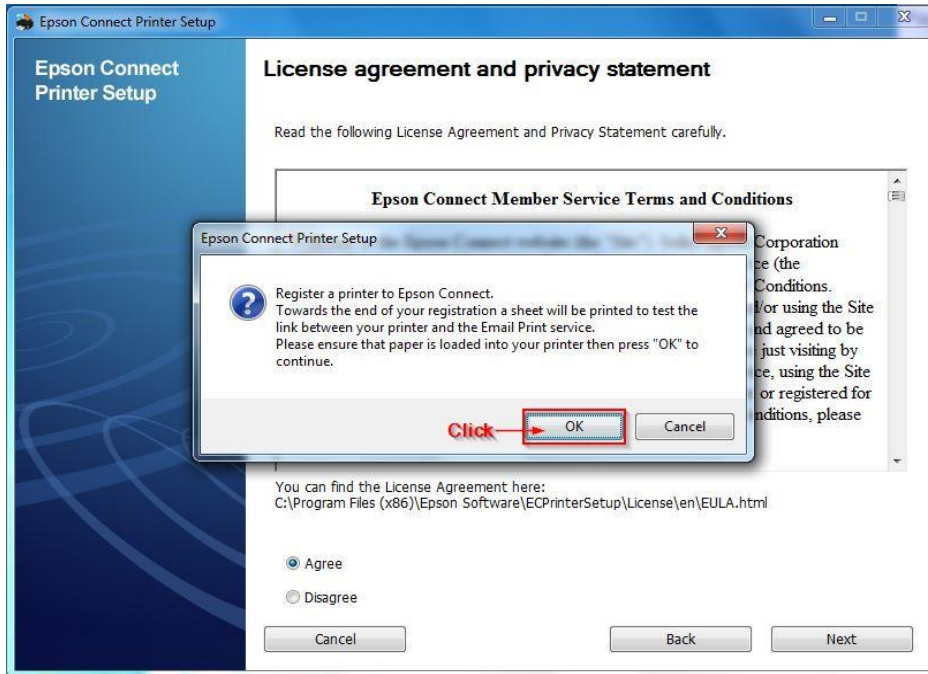 Epson Connect Printer Setup
Epson Connect
Printer Setup
License agreement and privacy statement
Read the following License Agreement and Privacy Statement carefully.
Epson Connect Member Service Terms and Conditions
Corporation
ce (the
Conditions.
/or using the Site
nd agreed to be
just visiting by
ce, using the Site
or registered for
nditions, please
Epson Connect Printer Setup
Register a printer to Epson Connect.
Towards the end of your registration a sheet will be printed to test the
link between your printer and the Email Print service.
Please ensure that paper is loaded into your printer then press "OK" to
continue.
Click
OK
Cancel
You can find the License Agreement here:
C:\Program Files (x86)\Epson Software\ECPrinterSetup\License\en\EULA.html
Agree
Disagree
Cancel
Back
Next